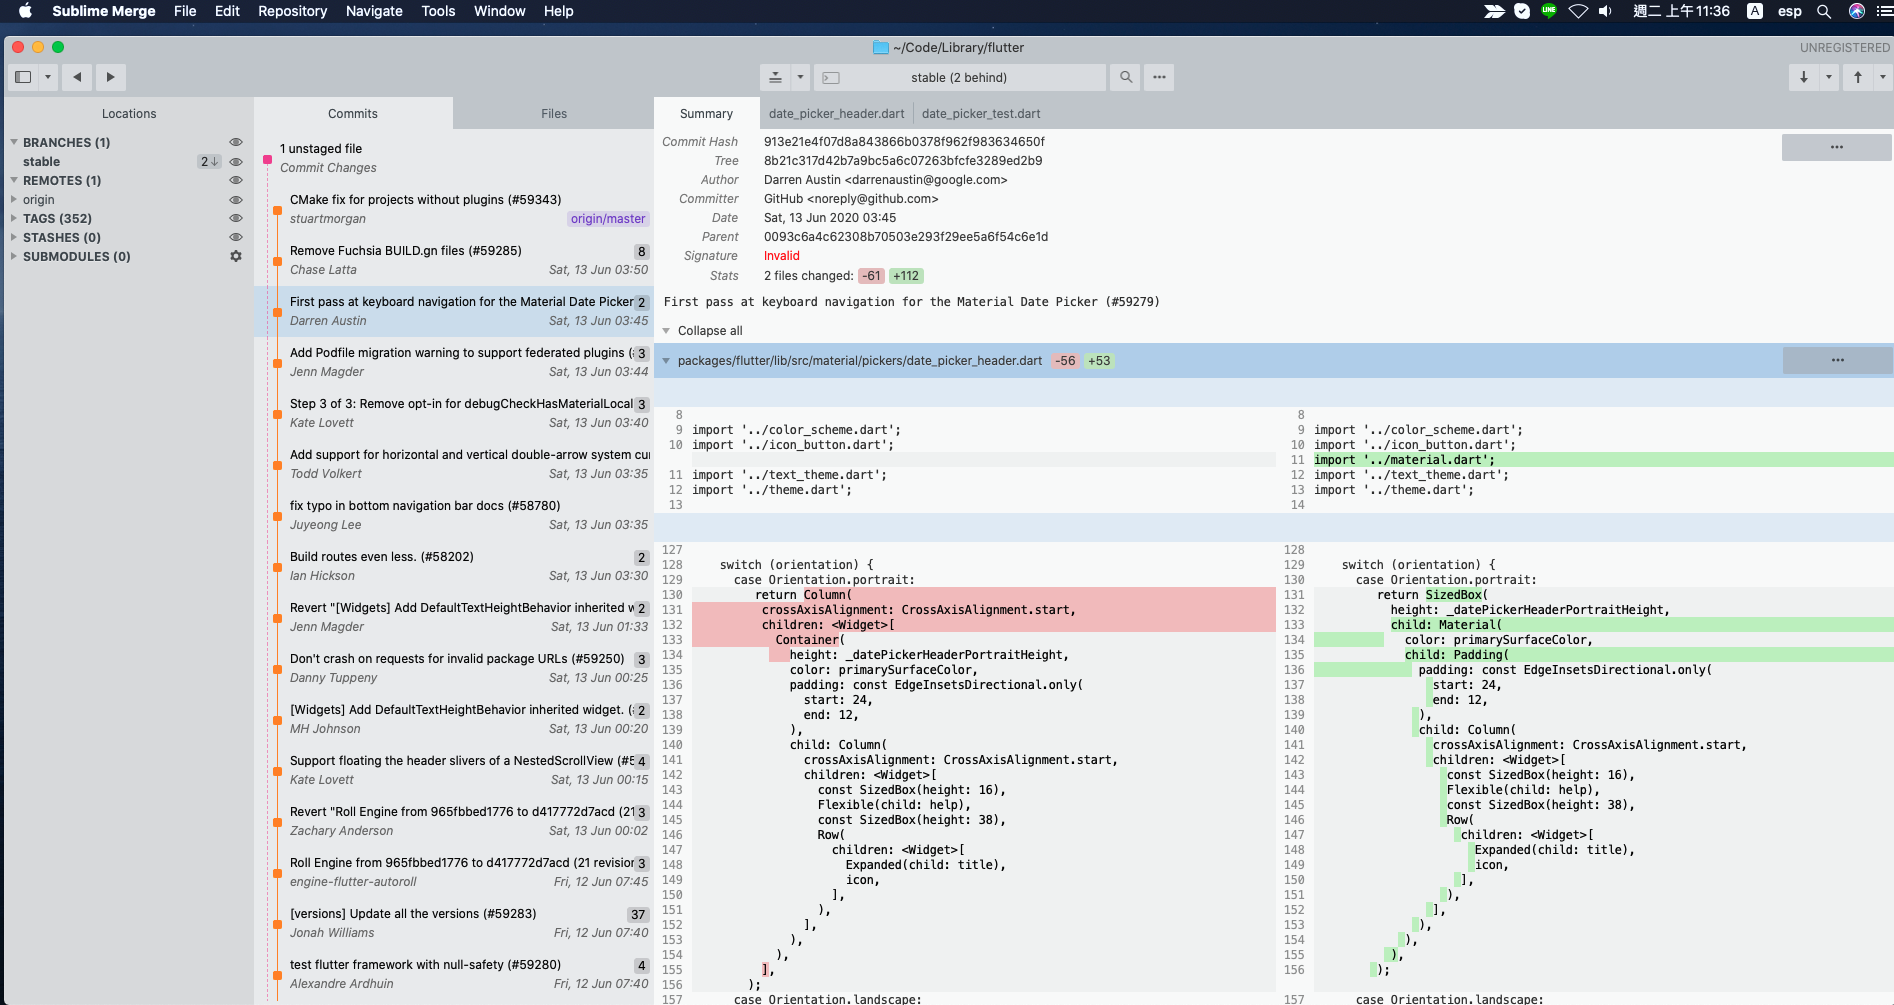 Sublime Merge File Edit Repository Navigate Tools Window Help
LINE 週二 上午11:36 A esp
~/Code/Library/flutter UNREGISTERED
stable (2 behind)
Locations
BRANCHES (1)
stable 2↓
REMOTES (1)
origin
TAGS (352)
STASHES (0)
SUBMODULES (0)
Commits Files
1 unstaged file
Commit Changes
CMake fix for projects without plugins (#59343)
stuartmorgan origin/master
Remove Fuchsia BUILD.gn files (#59285) 8
Chase Latta Sat, 13 Jun 03:50
First pass at keyboard navigation for the Material Date Picker 2
Darren Austin Sat, 13 Jun 03:45
Add Podfile migration warning to support federated plugins ( 3
Jenn Magder Sat, 13 Jun 03:44
Step 3 of 3: Remove opt-in for debugCheckHasMaterialLocal 3
Kate Lovett Sat, 13 Jun 03:40
Add support for horizontal and vertical double-arrow system cu
Todd Volkert Sat, 13 Jun 03:35
fix typo in bottom navigation bar docs (#58780)
Juyeong Lee Sat, 13 Jun 03:35
Build routes even less. (#58202) 2
Ian Hickson Sat, 13 Jun 03:30
Revert "[Widgets] Add DefaultTextHeightBehavior inherited w 2
Jenn Magder Sat, 13 Jun 01:33
Don't crash on requests for invalid package URLs (#59250) 3
Danny Tuppeny Sat, 13 Jun 00:25
[Widgets] Add DefaultTextHeightBehavior inherited widget. ( 2
MH Johnson Sat, 13 Jun 00:20
Support floating the header slivers of a NestedScrollView (#5 4
Kate Lovett Sat, 13 Jun 00:15
Revert "Roll Engine from 965fbbed1776 to d417772d7acd (21 3
Zachary Anderson Sat, 13 Jun 00:02
Roll Engine from 965fbbed1776 to d417772d7acd (21 revision 3
engine-flutter-autoroll Fri, 12 Jun 07:45
[versions] Update all the versions (#59283) 37
Jonah Williams Fri, 12 Jun 07:40
test flutter framework with null-safety (#59280) 4
Alexandre Ardhuin Fri, 12 Jun 07:40
Summary date_picker_header.dart date_picker_test.dart
Commit Hash 913e21e4f07d8a843866b0378f962f983634650f
Tree 8b21c317d42b7a9bc5a6c07263bfcfe3289ed2b9
Author Darren Austin <darrenaustin@google.com>
Committer GitHub <noreply@github.com>
Date Sat, 13 Jun 2020 03:45
Parent 0093c6a4c62308b70503e293f29ee5a6f54c6e1d
Signature Invalid
Stats 2 files changed: -61 +112
First pass at keyboard navigation for the Material Date Picker (#59279)
Collapse all
packages/flutter/lib/src/material/pickers/date_picker_header.dart -56 +53
8
9 import '../color_scheme.dart';
10 import '../icon_button.dart';
11 import '../text_theme.dart';
12 import '../theme.dart';
13
127
128 switch (orientation) {
129 case Orientation.portrait:
130 return Column(
131 crossAxisAlignment: CrossAxisAlignment.start,
132 children: <Widget>[
133 Container(
134 height: _datePickerHeaderPortraitHeight,
135 color: primarySurfaceColor,
136 padding: const EdgeInsetsDirectional.only(
137 start: 24,
138 end: 12,
139 ),
140 child: Column(
141 crossAxisAlignment: CrossAxisAlignment.start,
142 children: <Widget>[
143 const SizedBox(height: 16),
144 Flexible(child: help),
145 const SizedBox(height: 38),
146 Row(
147 children: <Widget>[
148 Expanded(child: title),
149 icon,
150 ],
151 ),
152 ],
153 ),
154 ),
155 ],
156 );
157 case Orientation.landscape:
8
9 import '../color_scheme.dart';
10 import '../icon_button.dart';
11 import '../material.dart';
12 import '../text_theme.dart';
13 import '../theme.dart';
14
128
129 switch (orientation) {
130 case Orientation.portrait:
131 return SizedBox(
132 height: _datePickerHeaderPortraitHeight,
133 child: Material(
134 color: primarySurfaceColor,
135 child: Padding(
136 padding: const EdgeInsetsDirectional.only(
137 start: 24,
138 end: 12,
139 ),
140 child: Column(
141 crossAxisAlignment: CrossAxisAlignment.start,
142 children: <Widget>[
143 const SizedBox(height: 16),
144 Flexible(child: help),
145 const SizedBox(height: 38),
146 Row(
147 children: <Widget>[
148 Expanded(child: title),
149 icon,
150 ],
151 ),
152 ],
153 ),
154 ),
155 ),
156 );
157 case Orientation.landscape: